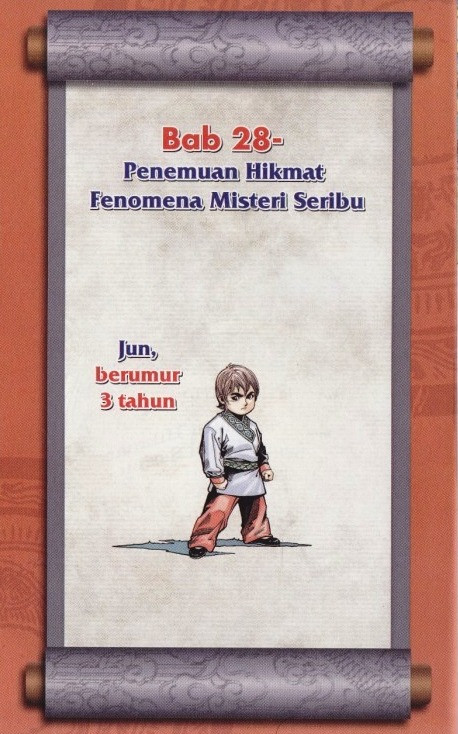 Bab 28-
Penemuan Hikmat
Fenomena Misteri Seribu
Jun,
berumur
3 tahun